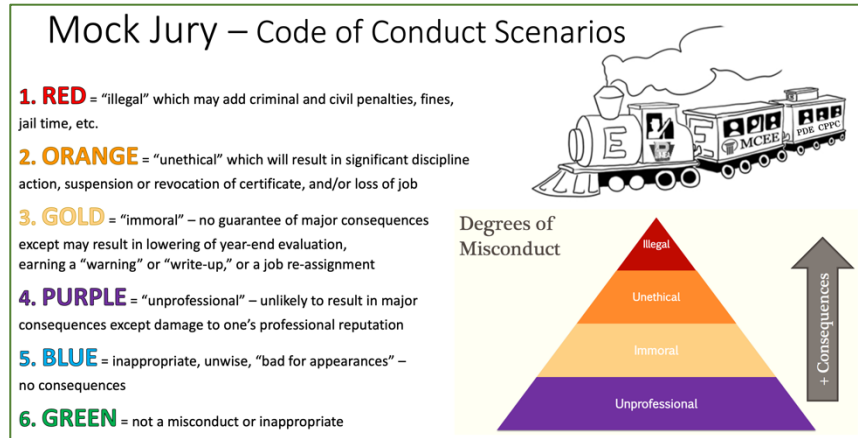 Mock Jury – Code of Conduct Scenarios
1. RED = “illegal” which may add criminal and civil penalties, fines,
jail time, etc.
2. ORANGE = “unethical” which will result in significant discipline
action, suspension or revocation of certificate, and/or loss of job
3. GOLD = “immoral” – no guarantee of major consequences
except may result in lowering of year-end evaluation,
earning a “warning” or “write-up,” or a job re-assignment
4. PURPLE = “unprofessional” – unlikely to result in major
consequences except damage to one’s professional reputation
5. BLUE = inappropriate, unwise, “bad for appearances” –
no consequences
6. GREEN = not a misconduct or inappropriate
E
E
MCEE
PDE CPPC
Degrees of
Misconduct
Illegal
Unethical
Immoral
Unprofessional
+ Consequences